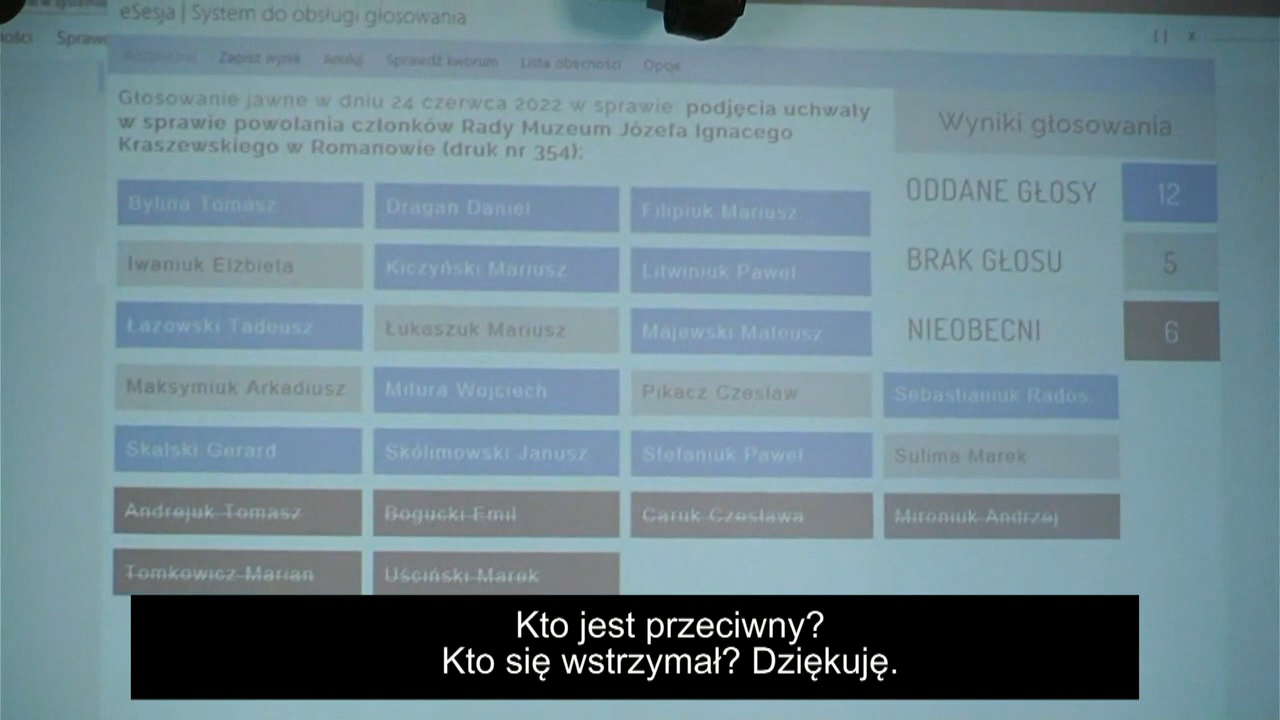 eSesja | System do obsługi głosowania
Zapisz wynik Anuluj Sprawdź kworum Lista obecności Opcje
Głosowanie jawne w dniu 24 czerwca 2022 w sprawie podjęcia uchwały
w sprawie powołania członków Rady Muzeum Józefa Ignacego
Kraszewskiego w Romanowie (druk nr 354):
Wyniki głosowania
ODDANE GŁOSY 12
BRAK GŁOSU 5
NIEOBECNI 6
Bylina Tomasz Dragan Daniel Filipiuk Mariusz
Iwaniuk Elżbieta Kiczyński Mariusz Litwiniuk Paweł
Łazowski Tadeusz Łukaszuk Mariusz Majewski Mateusz
Maksymiuk Arkadiusz Mitura Wojciech Pikacz Czesław Sebastianiuk Rados.
Skalski Gerard Skólimowski Janusz Stefaniuk Paweł Sulima Marek
Andrejuk Tomasz Bogucki Emil Caruk Czesława Mironiuk Andrzej
Tomkowicz Marian Uściński Marek
Kto jest przeciwny?
Kto się wstrzymał? Dziękuję.